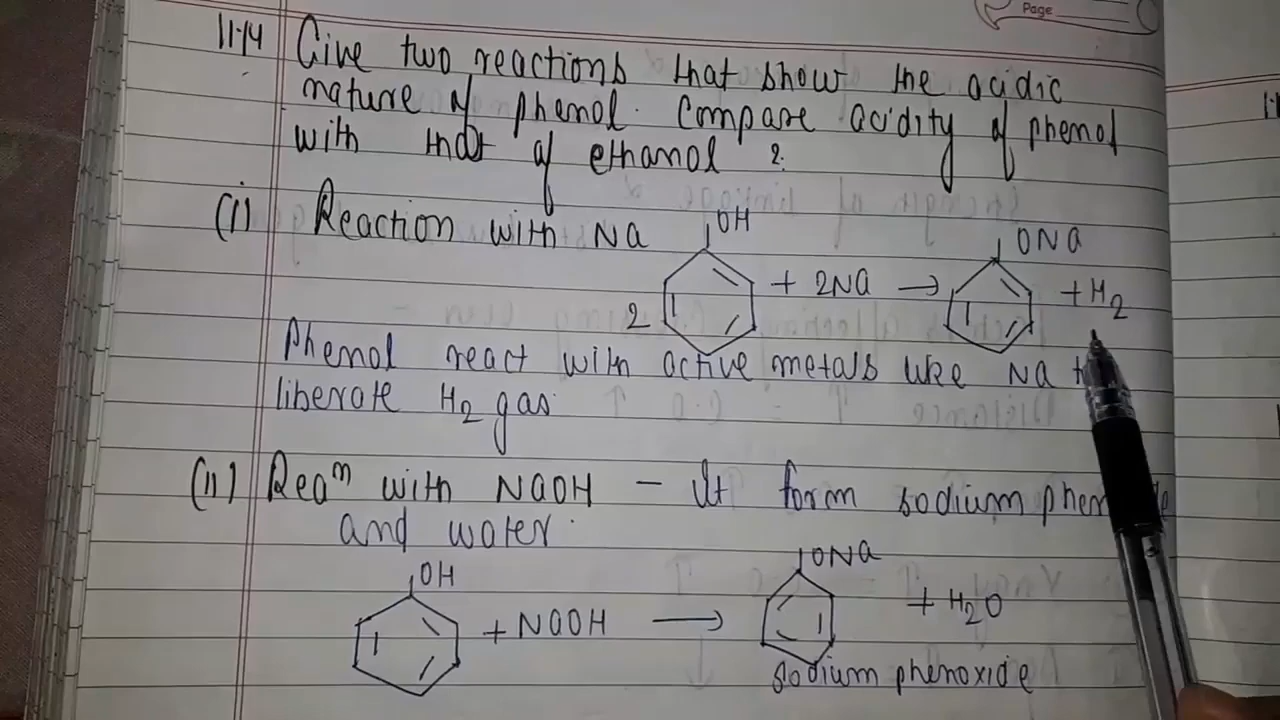 Page
11.14 Give two reactions that show the acidic
nature of phenol. Compare acidity of phenol
with that of ethanol ?
(i) Reaction with Na
OH
ONa
2 + 2Na → + H2
Phenol react with active metals like Na
liberate H2 gas.
(ii) Reaⁿ with NaOH - It form sodium
and water.
OH
ONa
+ NaOH → + H2O
Sodium phenoxide